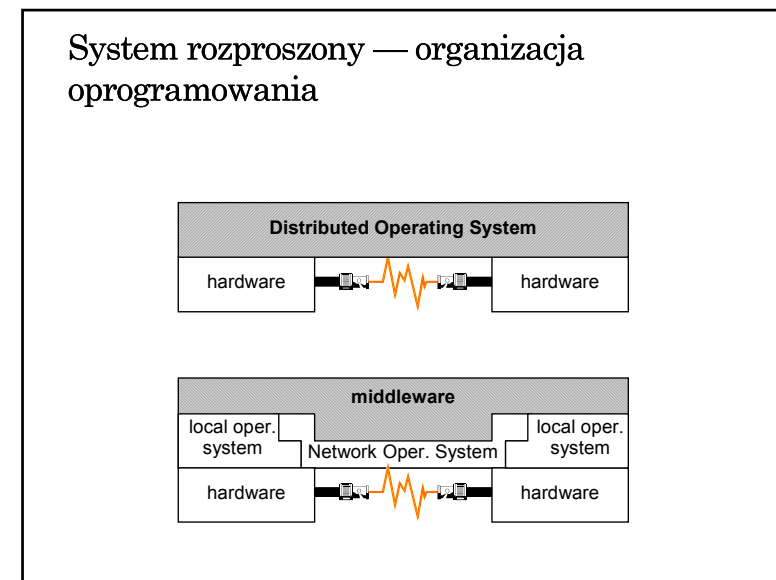 System rozproszony — organizacja
oprogramowania
Distributed Operating System
hardware
hardware
middleware
local oper.
system
Network Oper. System
local oper.
system
hardware
hardware